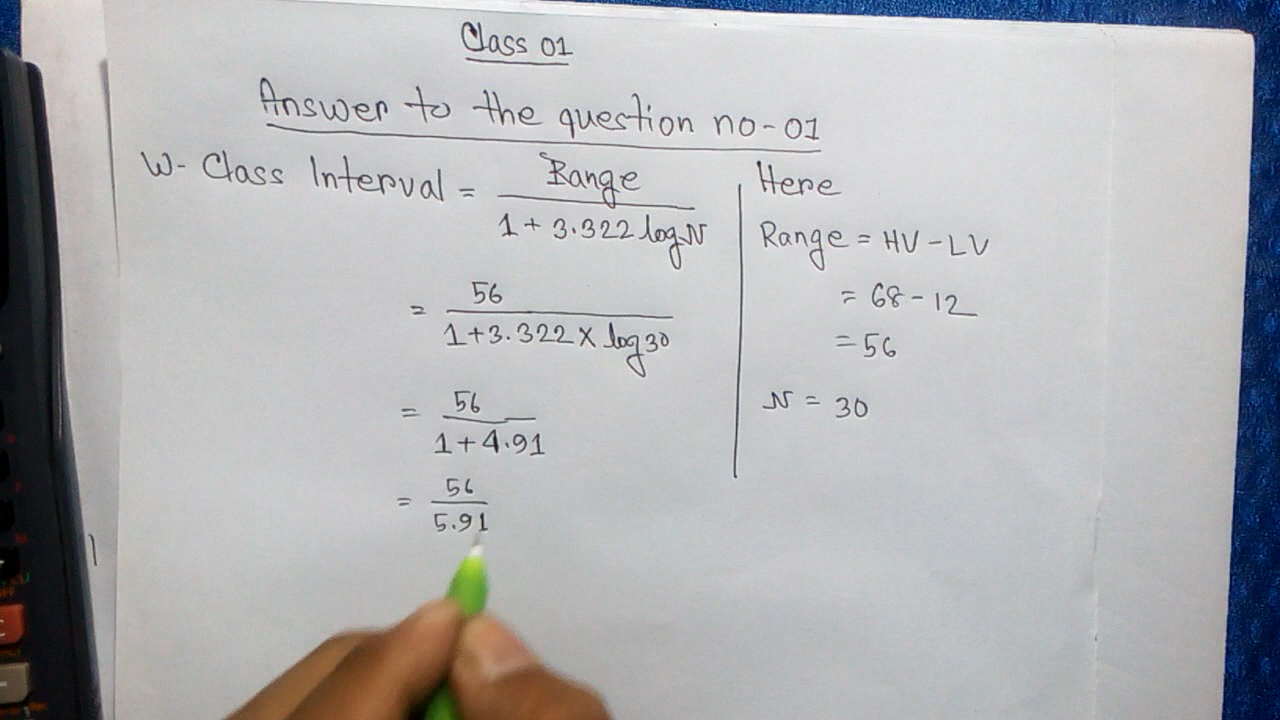 Class 01
Answer to the question no-01
W- Class Interval = Range / 1 + 3.322 log N
= 56 / 1+3.322 X log 30
= 56 / 1+4.91
= 56 / 5.91
Here
Range = HV - LV
= 68 - 12
= 56
N = 30